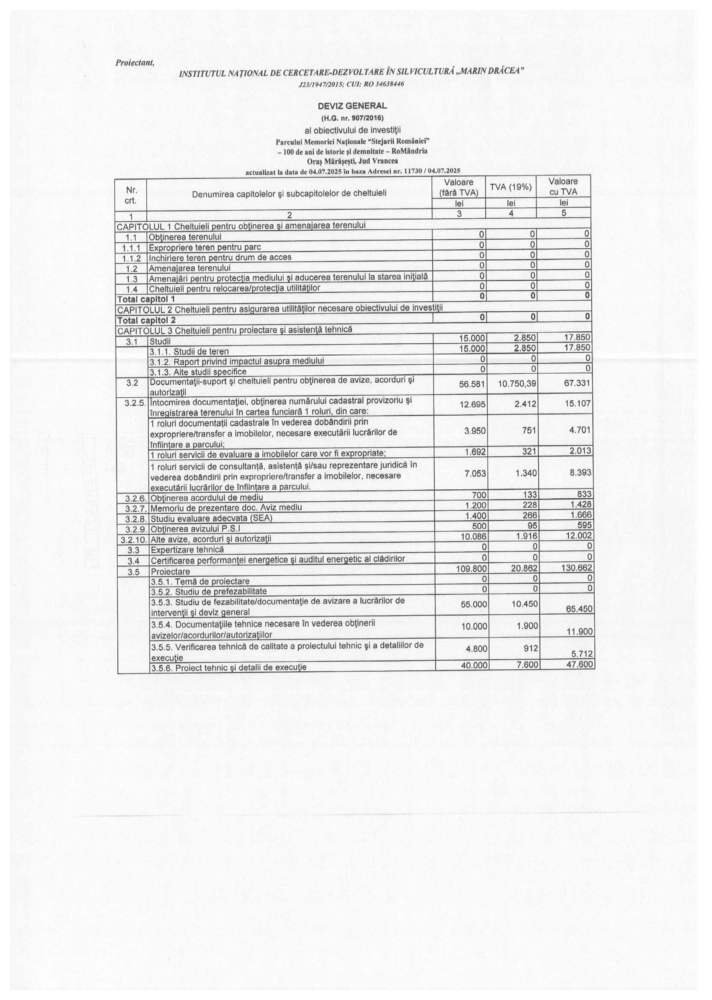 Proiectant,
INSTITUTUL NAȚIONAL DE CERCETARE-DEZVOLTARE ÎN SILVICULTURĂ „MARIN DRĂCEA”
J23/1947/2015; CUI: RO 34638446
DEVIZ GENERAL
(H.G. nr. 907/2016)
al obiectivului de investiţii
Parcului Memoriei Naționale “Stejarii României”
– 100 de ani de istorie și demnitate – RoMândria
Oraș Mărășești, Jud Vrancea
actualizat la data de 04.07.2025 în baza Adresei nr. 11730 / 04.07.2025
Nr. crt. Denumirea capitolelor şi subcapitolelor de cheltuieli Valoare (fără TVA) TVA (19%) Valoare cu TVA
lei lei lei
1 2 3 4 5
CAPITOLUL 1 Cheltuieli pentru obţinerea şi amenajarea terenului
1.1 Obţinerea terenului 0 0 0
1.1.1 Expropriere teren pentru parc 0 0 0
1.1.2 Inchiriere teren pentru drum de acces 0 0 0
1.2 Amenajarea terenului 0 0 0
1.3 Amenajări pentru protecţia mediului şi aducerea terenului la starea iniţială 0 0 0
1.4 Cheltuieli pentru relocarea/protecţia utilităţilor 0 0 0
Total capitol 1 0 0 0
CAPITOLUL 2 Cheltuieli pentru asigurarea utilităţilor necesare obiectivului de investiţii
Total capitol 2 0 0 0
CAPITOLUL 3 Cheltuieli pentru proiectare şi asistenţă tehnică
3.1 Studii 15.000 2.850 17.850
3.1.1. Studii de teren 15.000 2.850 17.850
3.1.2. Raport privind impactul asupra mediului 0 0 0
3.1.3. Alte studii specifice 0 0 0
3.2 Documentaţii-suport şi cheltuieli pentru obţinerea de avize, acorduri şi
autorizaţii 56.581 10.750,39 67.331
3.2.5. Întocmirea documentaţiei, obţinerea numărului cadastral provizoriu şi
înregistrarea terenului în cartea funciară 1 roluri, din care: 12.695 2.412 15.107
1 roluri documentații cadastrale în vederea dobândirii prin
expropriere/transfer a imobilelor, necesare executării lucrărilor de
înființare a parcului; 3.950 751 4.701
1 roluri servicii de evaluare a imobilelor care vor fi expropriate; 1.692 321 2.013
1 roluri servicii de consultanță, asistență și/sau reprezentare juridică în
vederea dobândirii prin expropriere/transfer a imobilelor, necesare
executării lucrărilor de înființare a parcului. 7.053 1.340 8.393
3.2.6. Obţinerea acordului de mediu 700 133 833
3.2.7. Memoriu de prezentare doc. Aviz mediu 1.200 228 1.428
3.2.8. Studiu evaluare adecvata (SEA) 1.400 266 1.666
3.2.9. Obţinerea avizului P.S.I 500 95 595
3.2.10. Alte avize, acorduri şi autorizaţii 10.086 1.916 12.002
3.3 Expertizare tehnică 0 0 0
3.4 Certificarea performanţei energetice şi auditul energetic al clădirilor 0 0 0
3.5 Proiectare 109.800 20.862 130.662
3.5.1. Temă de proiectare 0 0 0
3.5.2. Studiu de prefezabilitate 0 0 0
3.5.3. Studiu de fezabilitate/documentaţie de avizare a lucrărilor de
intervenţii şi deviz general 55.000 10.450 65.450
3.5.4. Documentaţiile tehnice necesare în vederea obţinerii
avizelor/acordurilor/autorizaţiilor 10.000 1.900 11.900
3.5.5. Verificarea tehnică de calitate a proiectului tehnic şi a detaliilor de
execuţie 4.800 912 5.712
3.5.6. Proiect tehnic şi detalii de execuţie 40.000 7.600 47.600